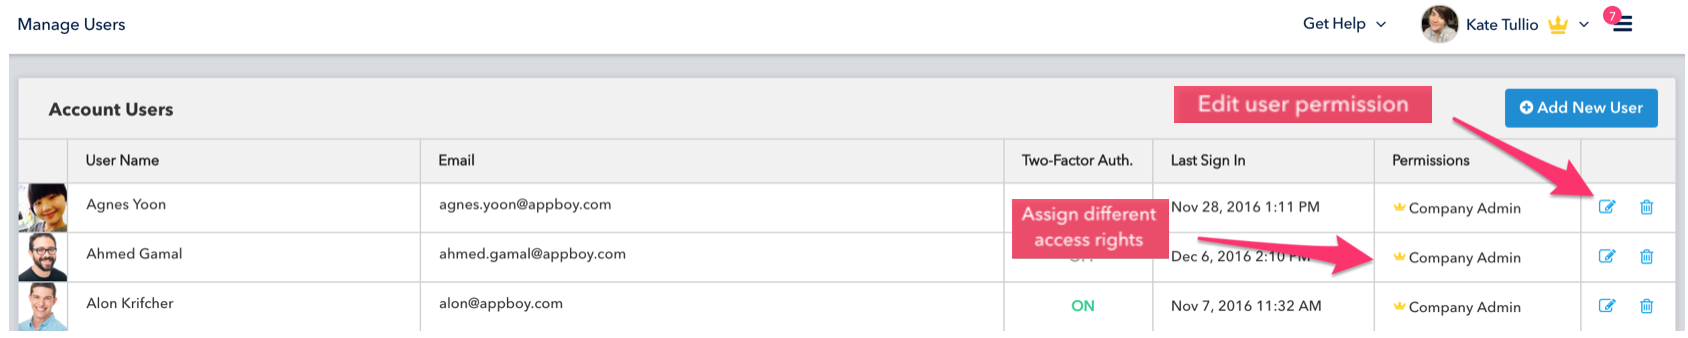 Manage Users
Get Help
Kate Tullio
7
Account Users
Edit user permission
Add New User
User Name
Email
Two-Factor Auth.
Last Sign In
Permissions
Agnes Yoon
agnes.yoon@appboy.com
Assign different
access rights
Nov 28, 2016 1:11 PM
Company Admin
Ahmed Gamal
ahmed.gamal@appboy.com
Dec 6, 2016 2:10 PM
Company Admin
Alon Krifcher
alon@appboy.com
ON
Nov 7, 2016 11:32 AM
Company Admin